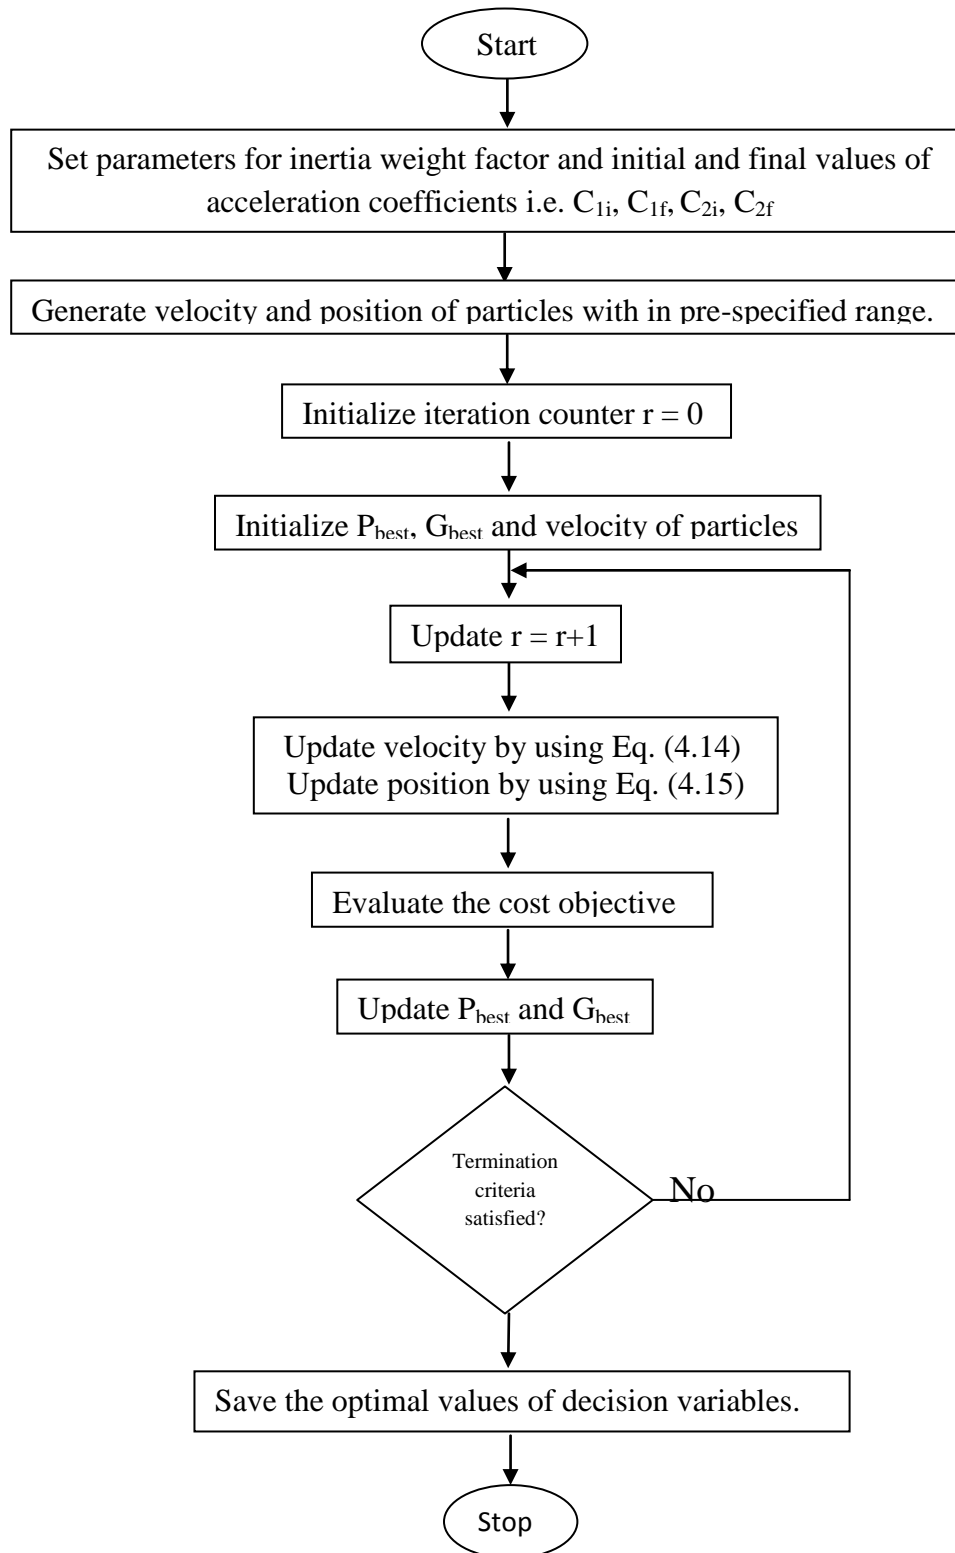 Start
Set parameters for inertia weight factor and initial and final values of
acceleration coefficients i.e. C1i, C1f, C2i, C2f
Generate velocity and position of particles with in pre-specified range.
Initialize iteration counter r = 0
Initialize Pbest, Gbest and velocity of particles
Update r = r+1
Update velocity by using Eq. (4.14)
Update position by using Eq. (4.15)
Evaluate the cost objective
Update Pbest and Gbest
Termination
criteria
satisfied?
No
Save the optimal values of decision variables.
Stop